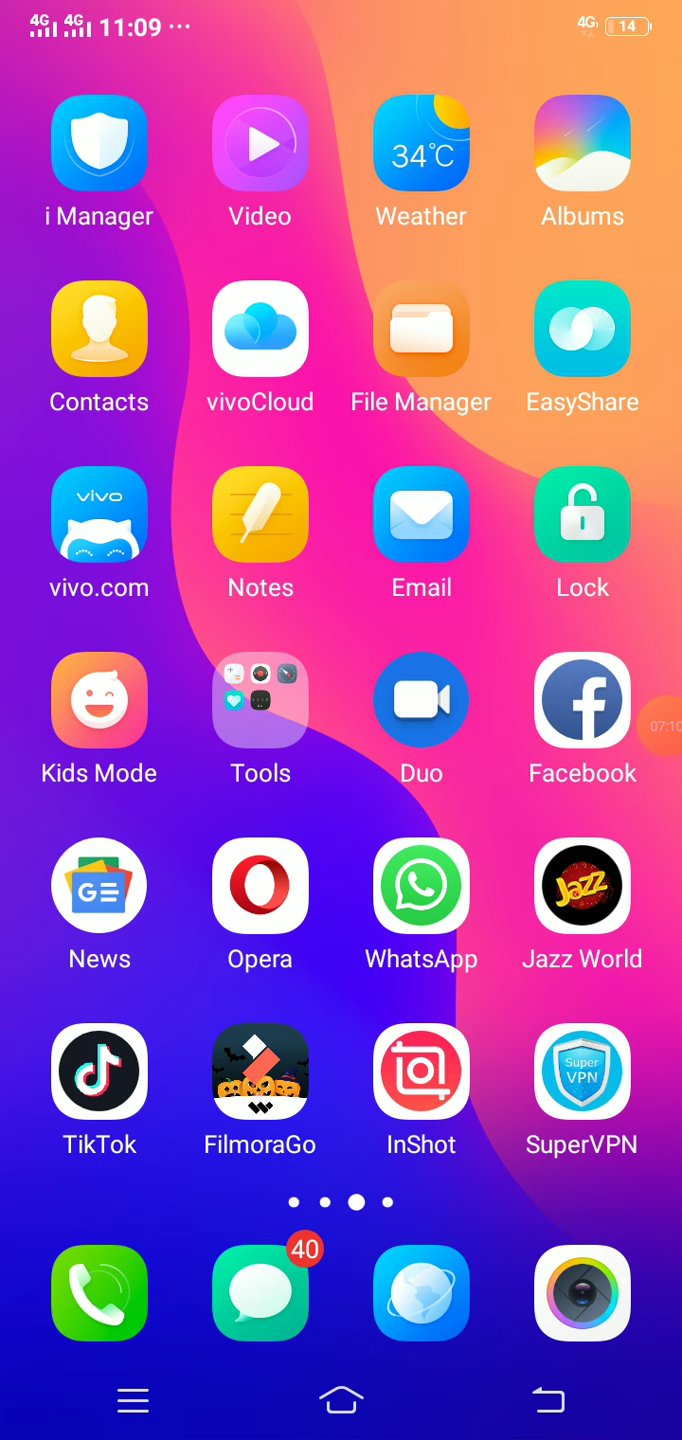 4G 4G 11:09 ... 4G 14
34°C
i Manager Video Weather Albums
Contacts vivoCloud File Manager EasyShare
vivo
vivo.com Notes Email Lock
07:10
Kids Mode Tools Duo Facebook
GE Jazz
News Opera WhatsApp Jazz World
Super
VPN
TikTok FilmoraGo InShot SuperVPN
40